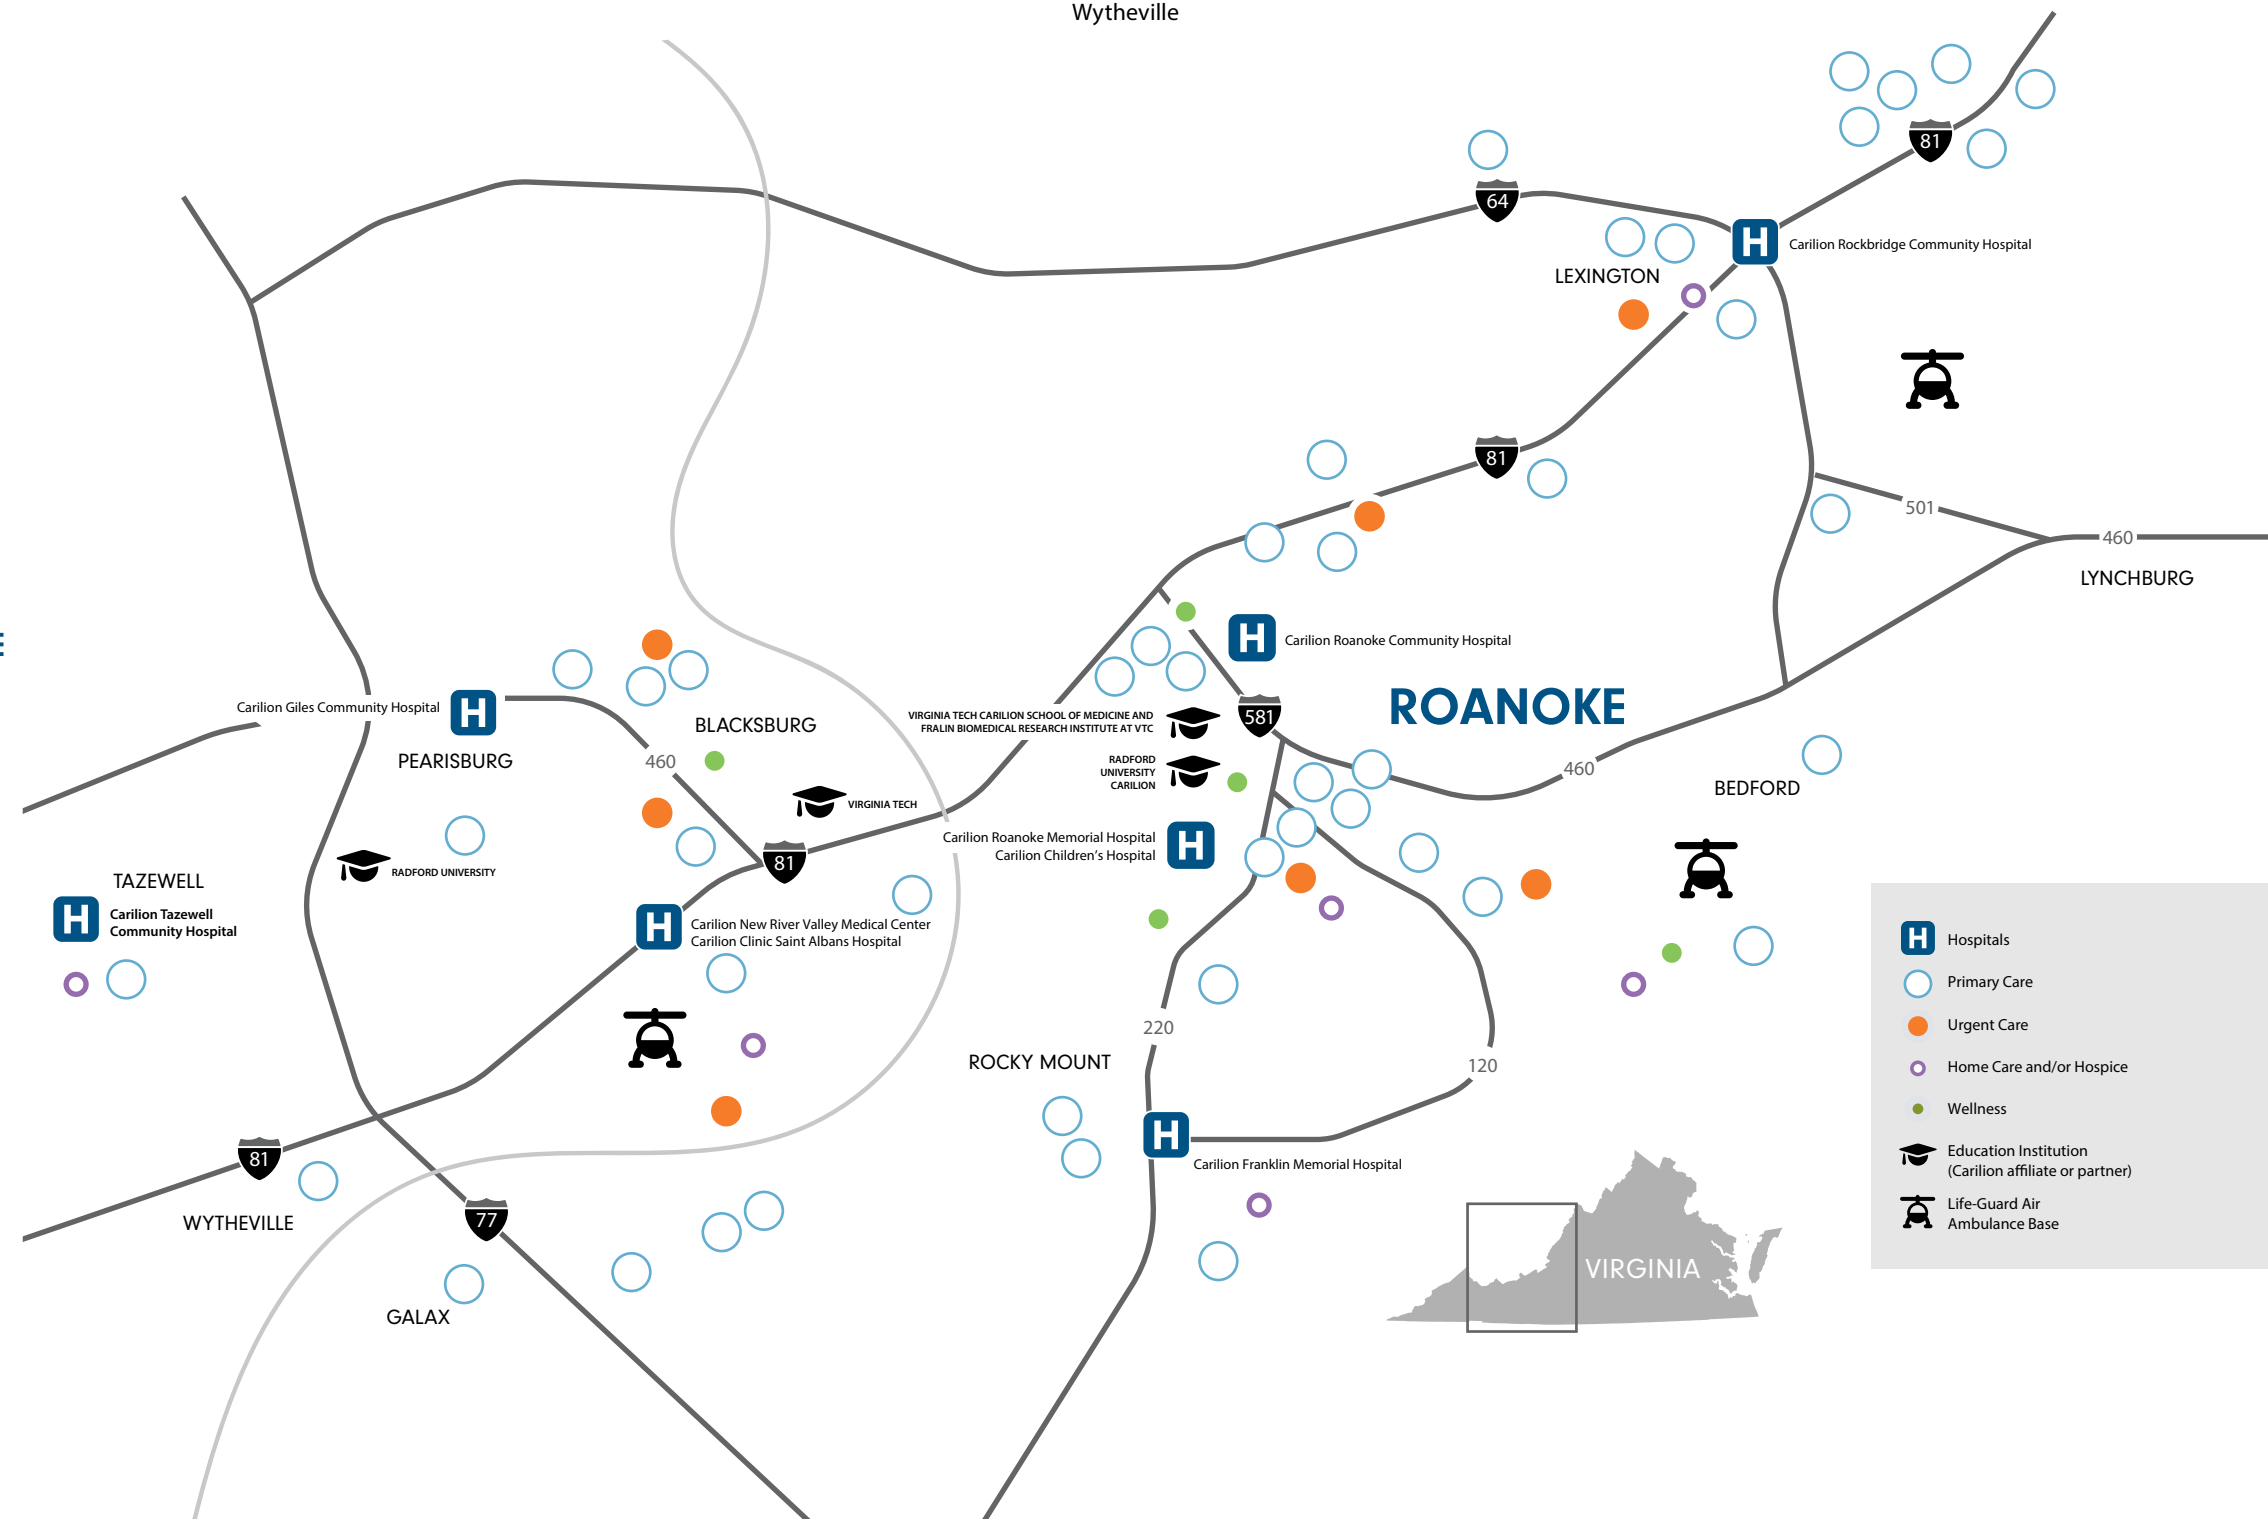 Wytheville
81
64
Carilion Rockbridge Community Hospital
LEXINGTON
81
501
460
LYNCHBURG
Carilion Roanoke Community Hospital
Carilion Giles Community Hospital
ROANOKE
BLACKSBURG
VIRGINIA TECH CARILION SCHOOL OF MEDICINE AND
FRALIN BIOMEDICAL RESEARCH INSTITUTE AT VTC
581
PEARISBURG
460
RADFORD
UNIVERSITY
CARILION
460
BEDFORD
VIRGINIA TECH
Carilion Roanoke Memorial Hospital
Carilion Children's Hospital
81
RADFORD UNIVERSITY
TAZEWELL
Carilion Tazewell
Community Hospital
Carilion New River Valley Medical Center
Carilion Clinic Saint Albans Hospital
220
ROCKY MOUNT
120
81
Carilion Franklin Memorial Hospital
WYTHEVILLE
77
GALAX
VIRGINIA
H Hospitals
Primary Care
Urgent Care
Home Care and/or Hospice
Wellness
Education Institution
(Carilion affiliate or partner)
Life-Guard Air
Ambulance Base
H
H
H
H
H
H
H